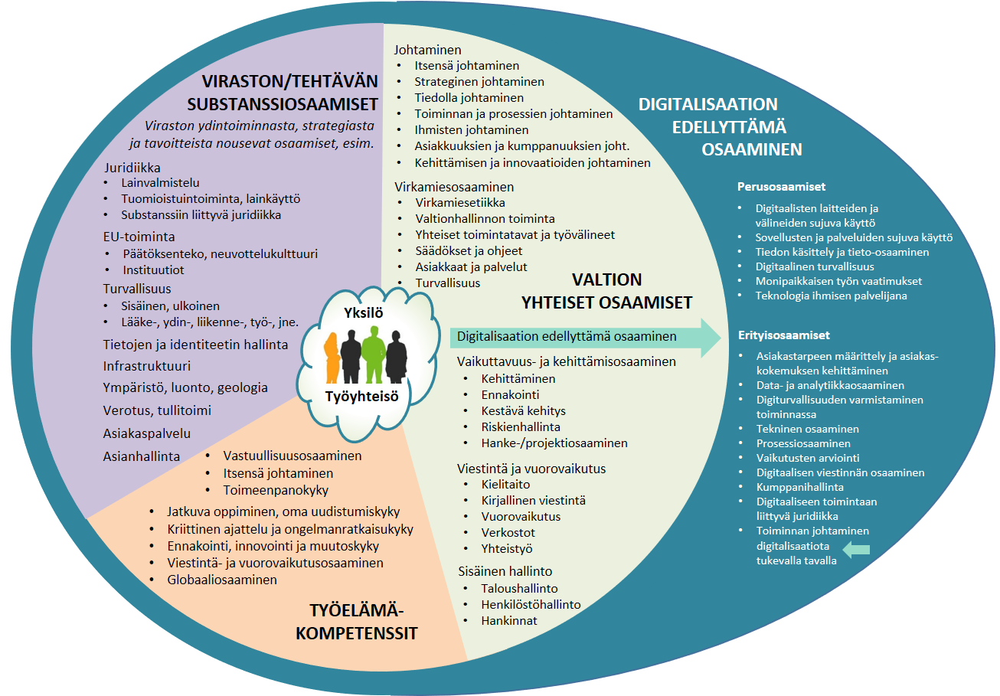 VIRASTON/TEHTÄVÄN
SUBSTANSSIOSAAMISET
Viraston ydintoiminnasta, strategiasta
ja tavoitteista nousevat osaamiset, esim.
Juridiikka
• Lainvalmistelu
• Tuomioistuintoiminta, lainkäyttö
• Substanssiin liittyvä juridiikka
EU-toiminta
• Päätöksenteko, neuvottelukulttuuri
• Instituutiot
Turvallisuus
• Sisäinen, ulkoinen
• Lääke-, ydin-, liikenne-, työ-, jne.
Tietojen ja identiteetin hallinta
Infrastruktuuri
Ympäristö, luonto, geologia
Verotus, tullitoimi
Asiakaspalvelu
Asianhallinta
Yksilö
Työyhteisö
• Vastuullisuusosaaminen
• Itsensä johtaminen
• Toimeenpanokyky
• Jatkuva oppiminen, oma uudistumiskyky
• Kriittinen ajattelu ja ongelmanratkaisukyky
• Ennakointi, innovointi ja muutoskyky
• Viestintä- ja vuorovaikutusosaaminen
• Globaaliosaaminen
TYÖELÄMÄ-
KOMPETENSSIT
Johtaminen
• Itsensä johtaminen
• Strateginen johtaminen
• Tiedolla johtaminen
• Toiminnan ja prosessien johtaminen
• Ihmisten johtaminen
• Asiakkuuksien ja kumppanuuksien joht.
• Kehittämisen ja innovaatioiden johtaminen
Virkamiesosaaminen
• Virkamiesetiikka
• Valtionhallinnon toiminta
• Yhteiset toimintatavat ja työvälineet
• Säädökset ja ohjeet
• Asiakkaat ja palvelut
• Turvallisuus
VALTION
YHTEISET OSAAMISET
Digitalisaation edellyttämä osaaminen
Vaikuttavuus- ja kehittämisosaaminen
• Kehittäminen
• Ennakointi
• Kestävä kehitys
• Riskienhallinta
• Hanke-/projektiosaaminen
Viestintä ja vuorovaikutus
• Kielitaito
• Kirjallinen viestintä
• Vuorovaikutus
• Verkostot
• Yhteistyö
Sisäinen hallinto
• Taloushallinto
• Henkilöstöhallinto
• Hankinnat
DIGITALISAATION
EDELLYTTÄMÄ
OSAAMINEN
Perusosaamiset
• Digitaalisten laitteiden ja
välineiden sujuva käyttö
• Sovellusten ja palveluiden sujuva käyttö
• Tiedon käsittely ja tieto-osaaminen
• Digitaalinen turvallisuus
• Monipaikkaisen työn vaatimukset
• Teknologia ihmisen palvelijana
Erityisosaamiset
• Asiakastarpeen määrittely ja asiakas-
kokemuksen kehittäminen
• Data- ja analytiikkaosaaminen
• Digiturvallisuuden varmistaminen
toiminnassa
• Tekninen osaaminen
• Prosessiosaaminen
• Vaikutusten arviointi
• Digitaalisen viestinnän osaaminen
• Kumppanihallinta
• Digitaaliseen toimintaan
liittyvä juridiikka
• Toiminnan johtaminen
digitalisaatiota
tukevalla tavalla